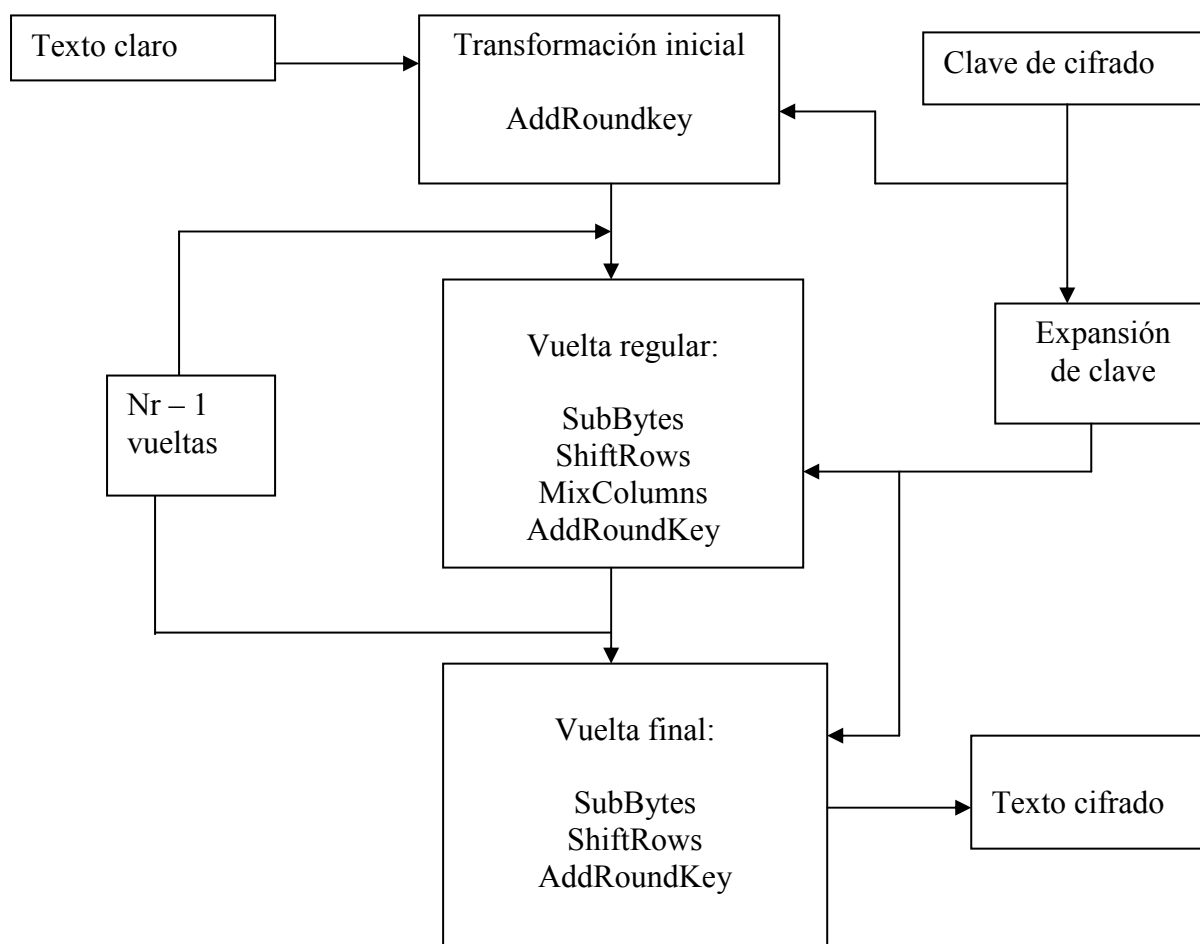 Texto claro
Transformación inicial
AddRoundkey
Clave de cifrado
Vuelta regular:
SubBytes
ShiftRows
MixColumns
AddRoundKey
Expansión
de clave
Nr – 1
vueltas
Vuelta final:
SubBytes
ShiftRows
AddRoundKey
Texto cifrado